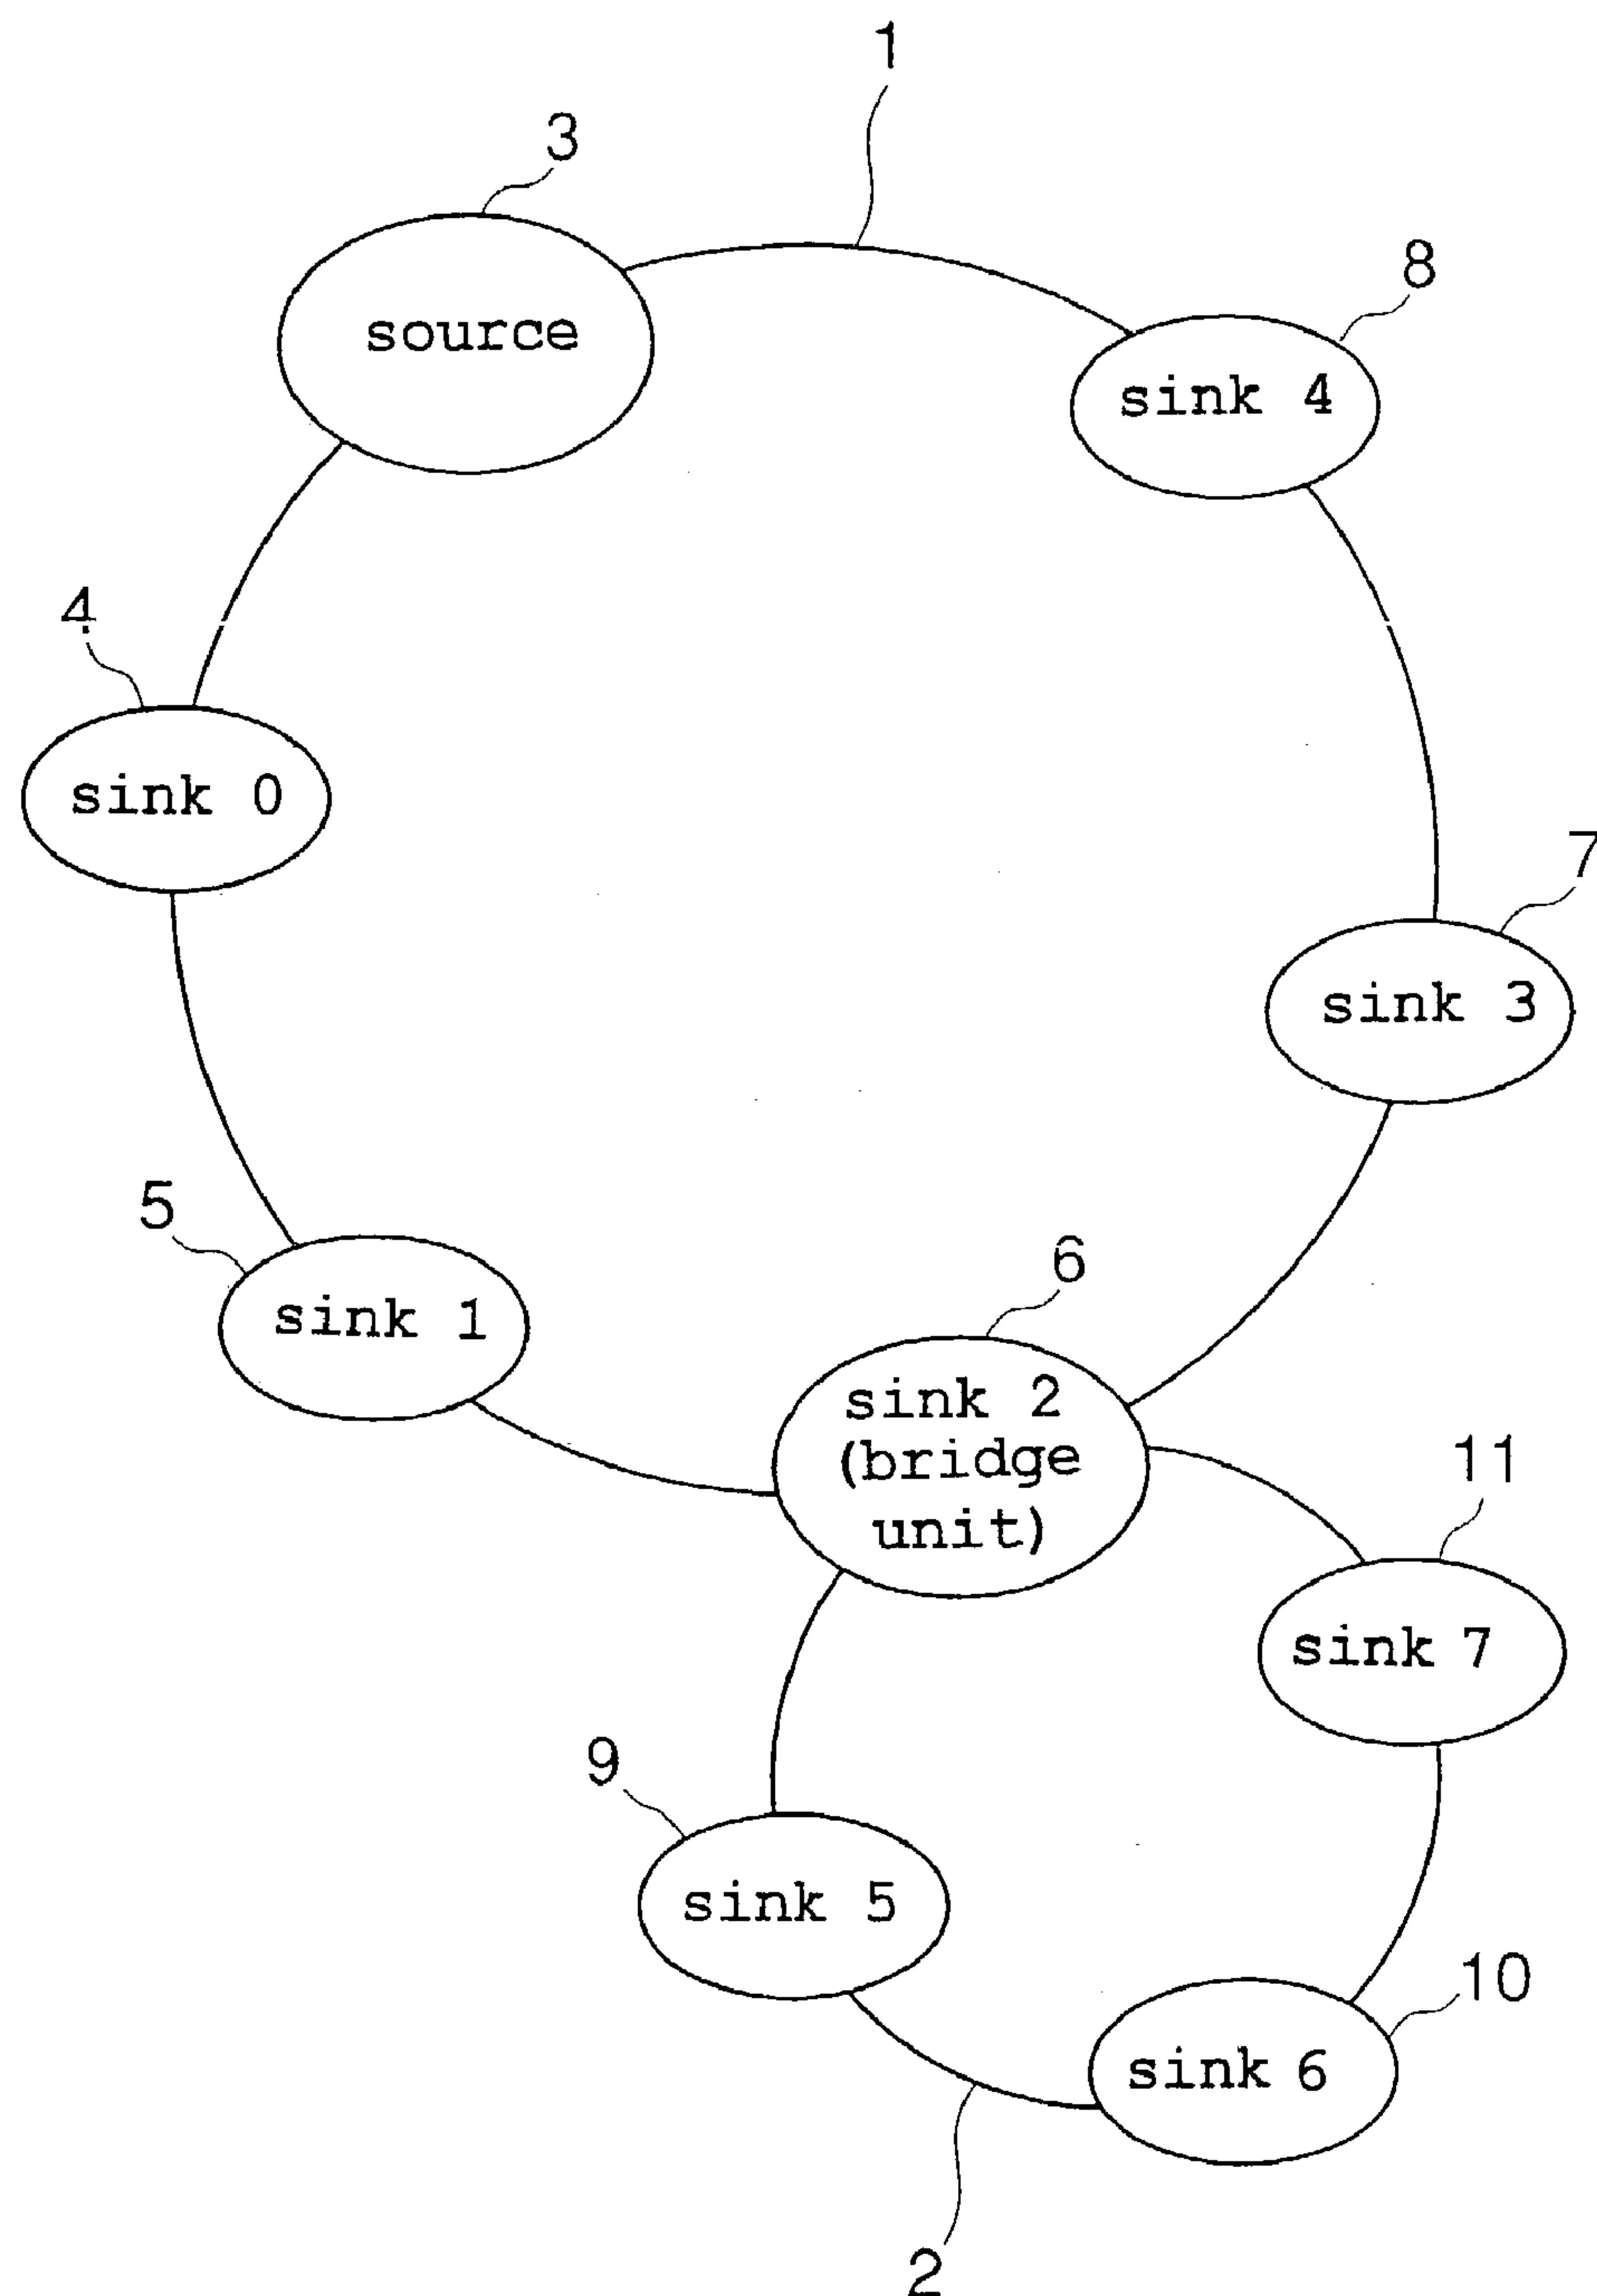 1
3
source
8
sink 4
4
sink 0
7
sink 3
5
sink 1
6
sink 2
(bridge
unit)
11
sink 7
9
sink 5
10
sink 6
2